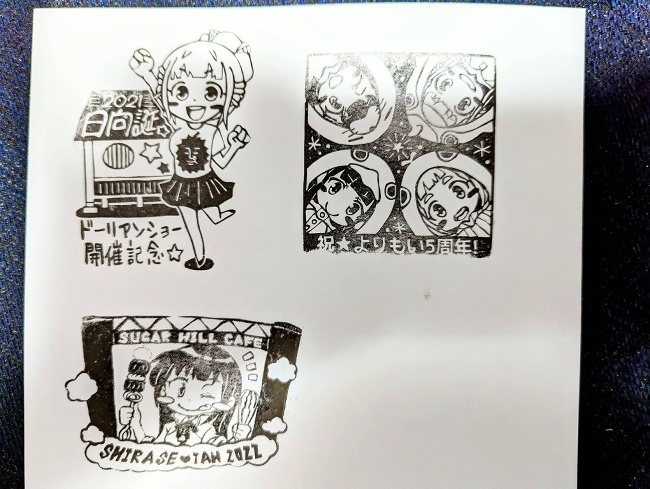 2021
日向誕
ドーリアンショー
開催記念☆
祝★よりもい5周年!
SUGAR HILL CAFE
SHIRASE♥TAN 2022